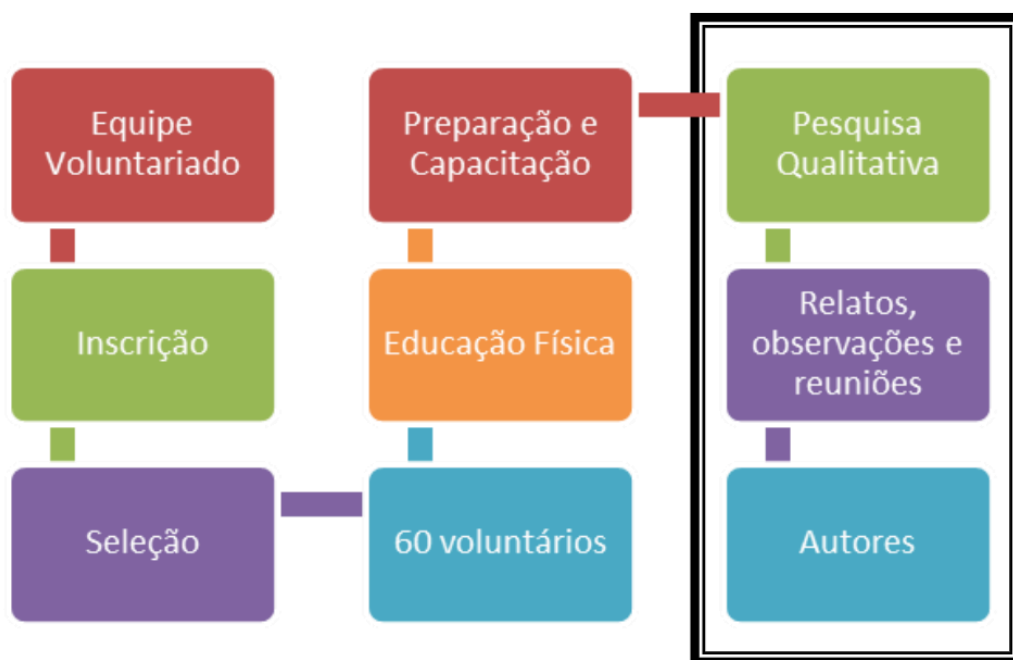 Equipe
Voluntariado
Inscrição
Seleção
60 voluntários
Educação Física
Preparação e
Capacitação
Pesquisa
Qualitativa
Relatos,
observações e
reuniões
Autores